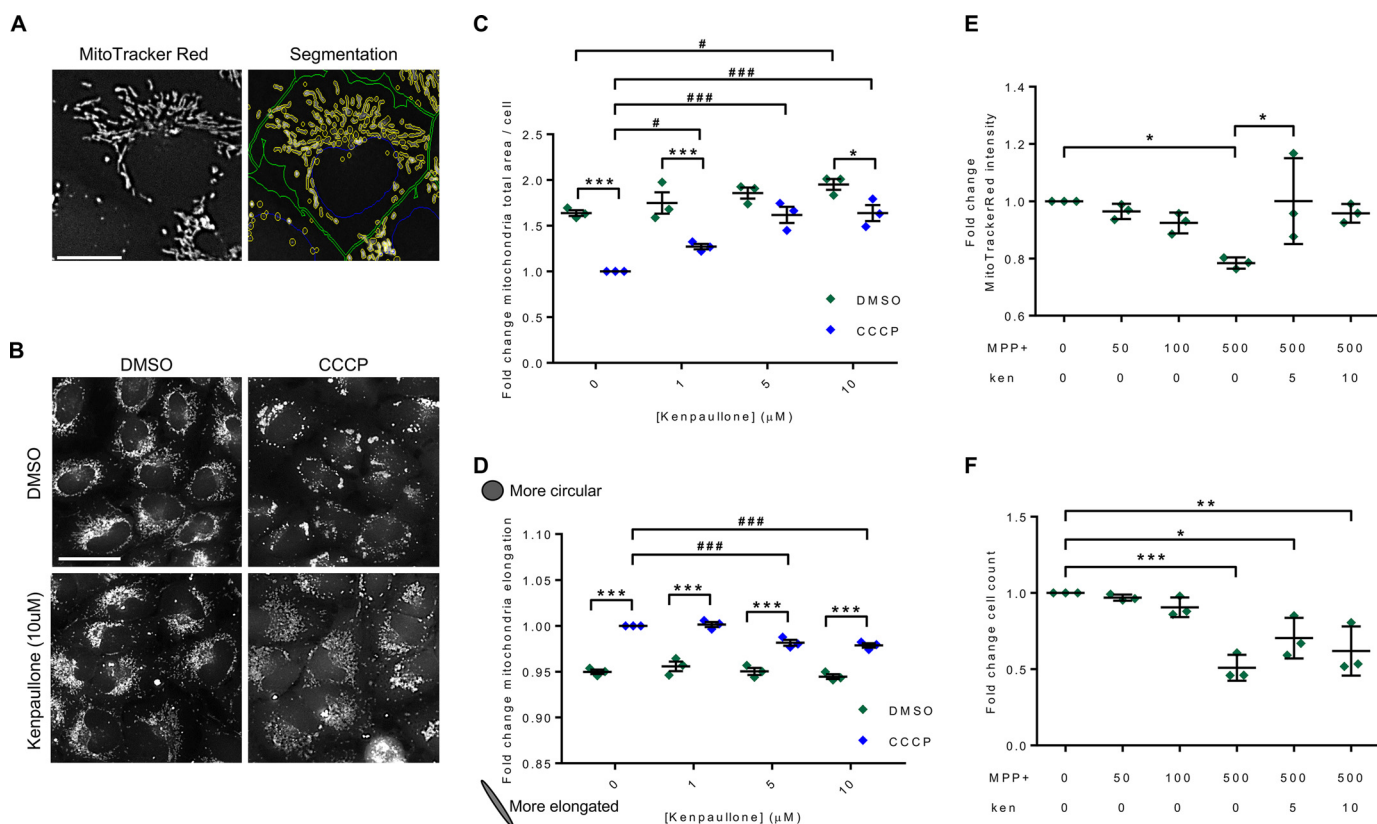 A
MitoTracker Red
Segmentation
B
DMSO
CCCP
DMSO
Kenpaullone (10uM)
C
#
###
###
#
***
***
*
Fold change mitochondria total area / cell
2.5
2.0
1.5
1.0
0.5
0.0
DMSO
CCCP
0
1
5
10
[Kenpaullone] (μM)
D
More circular
###
###
***
***
***
***
Fold change mitochondria elongation
1.10
1.05
1.00
0.95
0.90
0.85
DMSO
CCCP
0
1
5
10
More elongated
[Kenpaullone] (μM)
E
*
*
Fold change
MitoTrackerR intensity
1.4
1.2
1.0
0.8
0.6
MPP+ 0 50 100 500 500 500
ken 0 0 0 0 5 10
F
**
*
***
Fold change cell count
1.5
1.0
0.5
0.0
MPP+ 0 50 100 500 500 500
ken 0 0 0 0 5 10